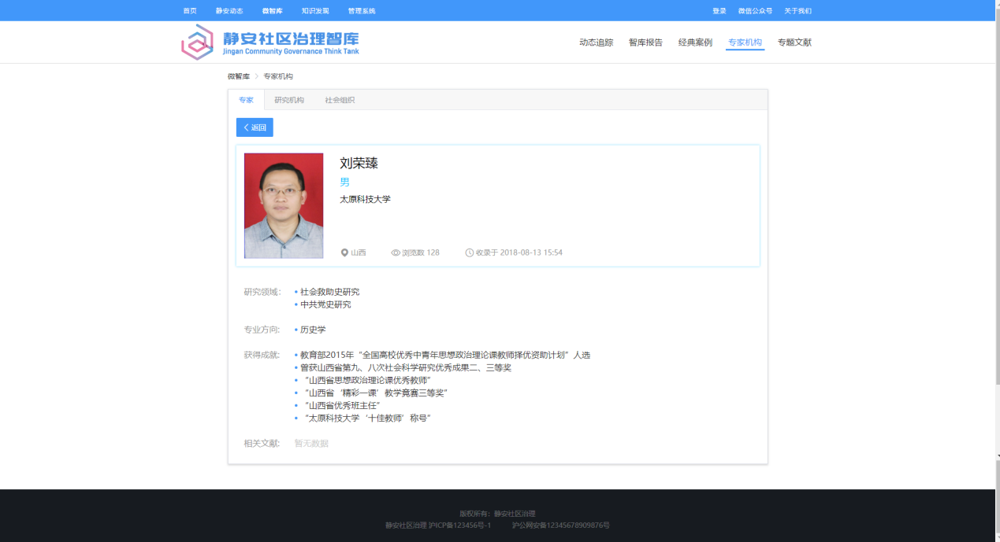 首页 静安动态 微智库 知识发现 管理系统 登录 微信公众号 关于我们
静安社区治理智库
Jingan Community Governance Think Tank
动态追踪 智库报告 经典案例 专家机构 专题文献
微智库 > 专家机构
专家 研究机构 社会组织
返回
刘荣臻
男
太原科技大学
山西 浏览数 128 收录于 2018-08-13 15:54
研究领域： • 社会救助史研究
• 中共党史研究
专业方向: • 历史学
获得成就: • 教育部2015年“全国高校优秀中青年思想政治理论课教师择优资助计划”人选
• 曾获山西省第九、八次社会科学研究优秀成果二、三等奖
• “山西省思想政治理论课优秀教师”
• “山西省‘精彩一课’教学竟赛三等奖”
• “山西省优秀班主任”
• “太原科技大学‘十佳教师’称号”
相关文献: 暂无数据
版权所有：静安社区治理
静安社区治理 沪ICP备123456号-1 沪公网安备12345678909876号